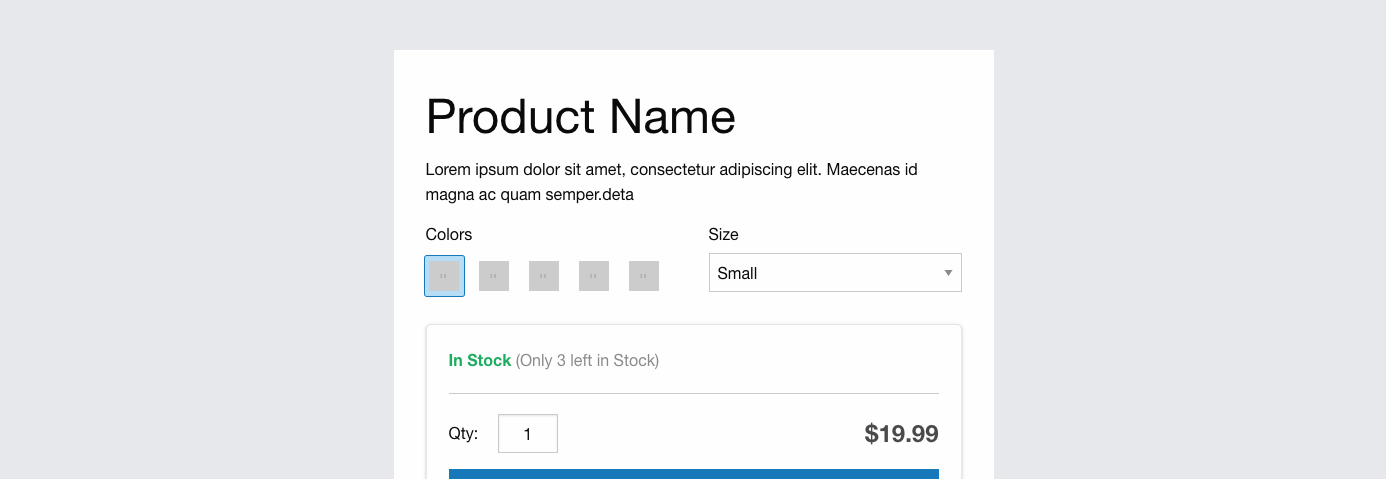 Product Name
Lorem ipsum dolor sit amet, consectetur adipiscing elit. Maecenas id
magna ac quam semper.deta
Colors
Size
Small
In Stock (Only 3 left in Stock)
Qty: 1 $19.99